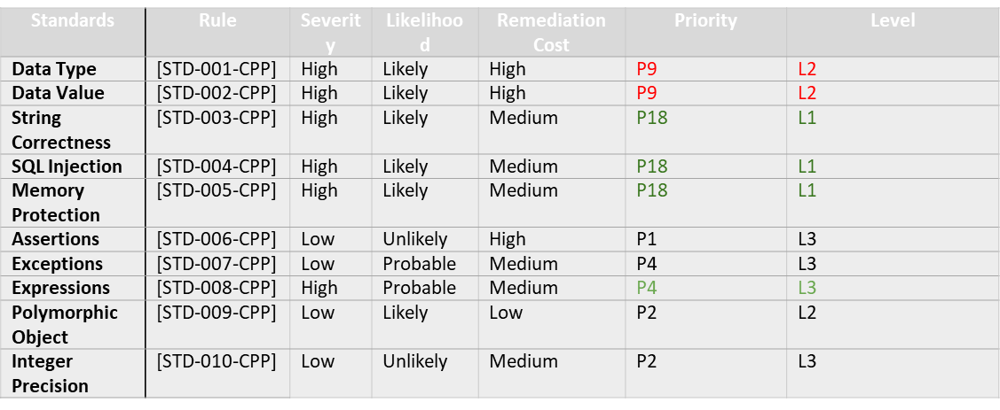 Standards Rule Severit Likelihoo Remediation Priority Level
y d Cost
Data Type [STD-001-CPP] High Likely High P9 L2
Data Value [STD-002-CPP] High Likely High P9 L2
String [STD-003-CPP] High Likely Medium P18 L1
Correctness
SQL Injection [STD-004-CPP] High Likely Medium P18 L1
Memory [STD-005-CPP] High Likely Medium P18 L1
Protection
Assertions [STD-006-CPP] Low Unlikely High P1 L3
Exceptions [STD-007-CPP] Low Probable Medium P4 L3
Expressions [STD-008-CPP] High Probable Medium P4 L3
Polymorphic [STD-009-CPP] Low Likely Low P2 L2
Object
Integer [STD-010-CPP] Low Unlikely Medium P2 L3
Precision